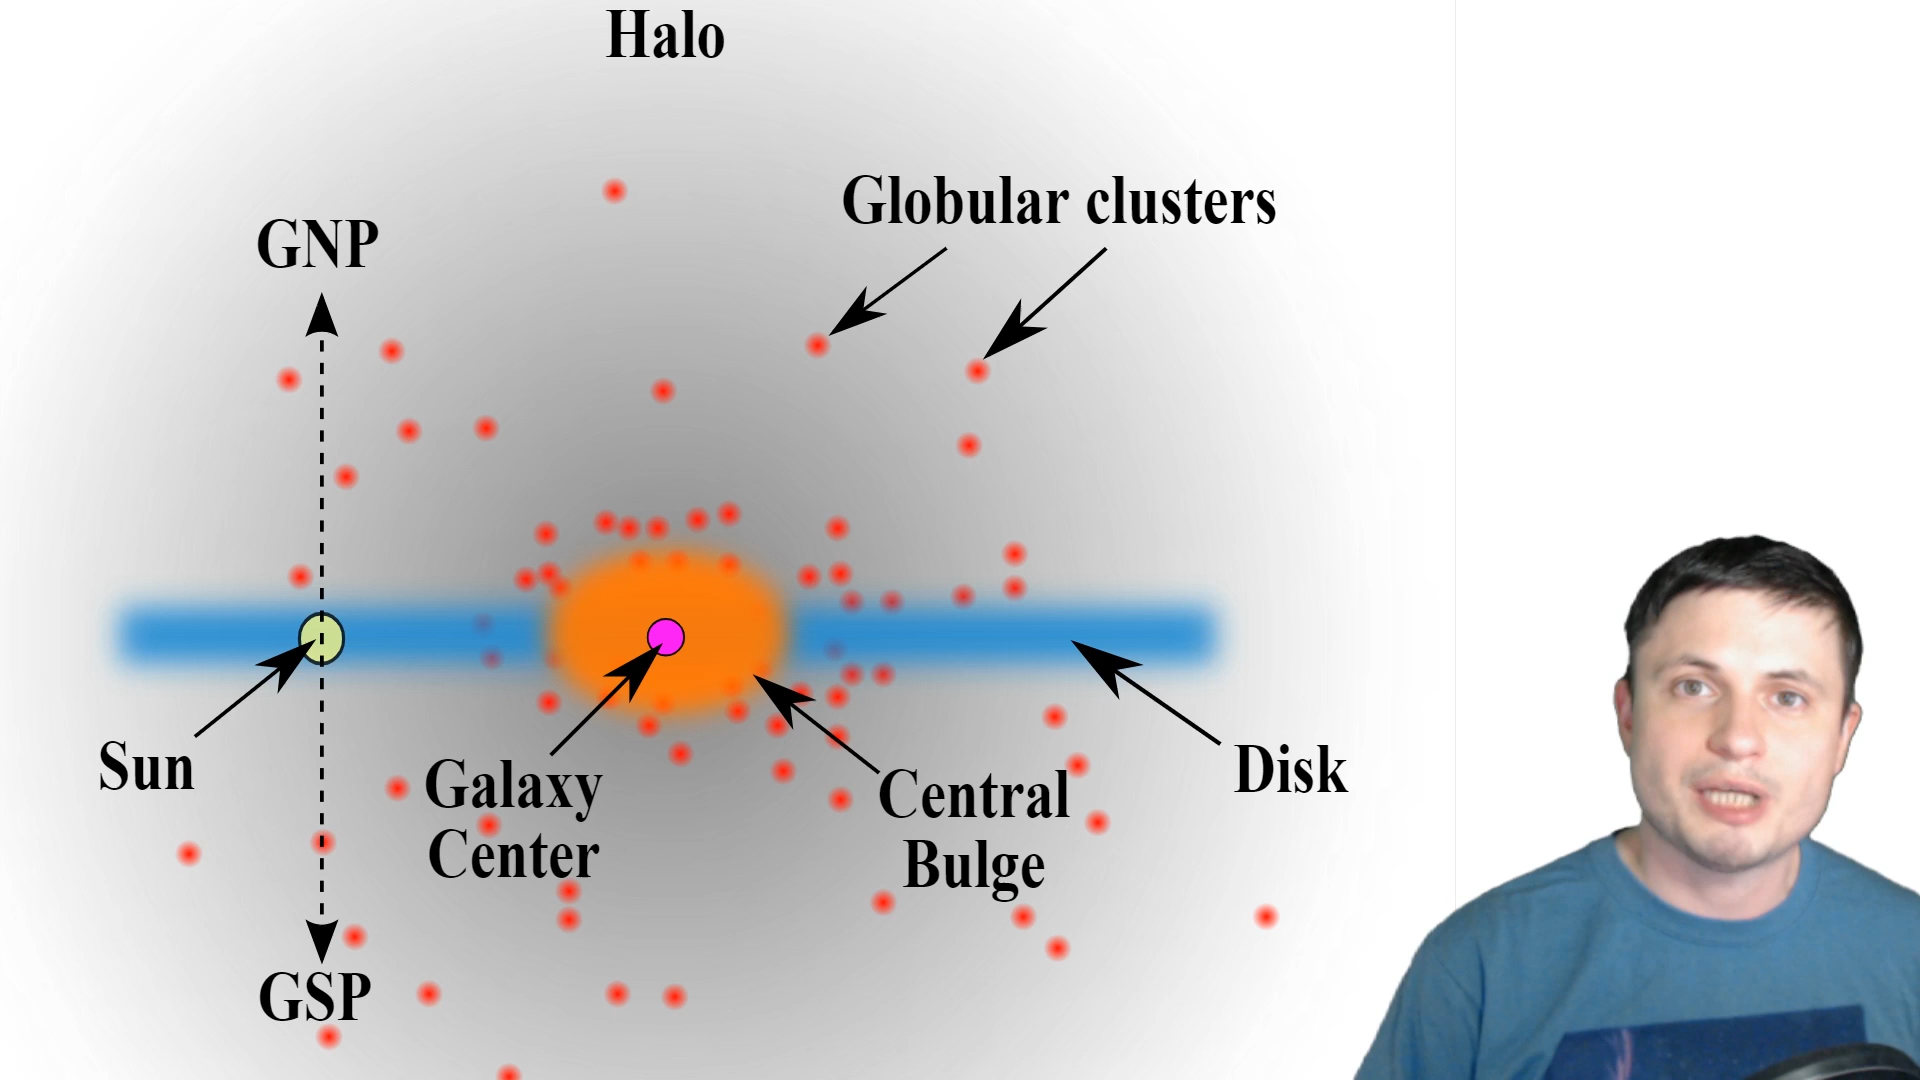 Halo
Globular clusters
GNP
Sun
Galaxy
Center
Central
Bulge
Disk
GSP